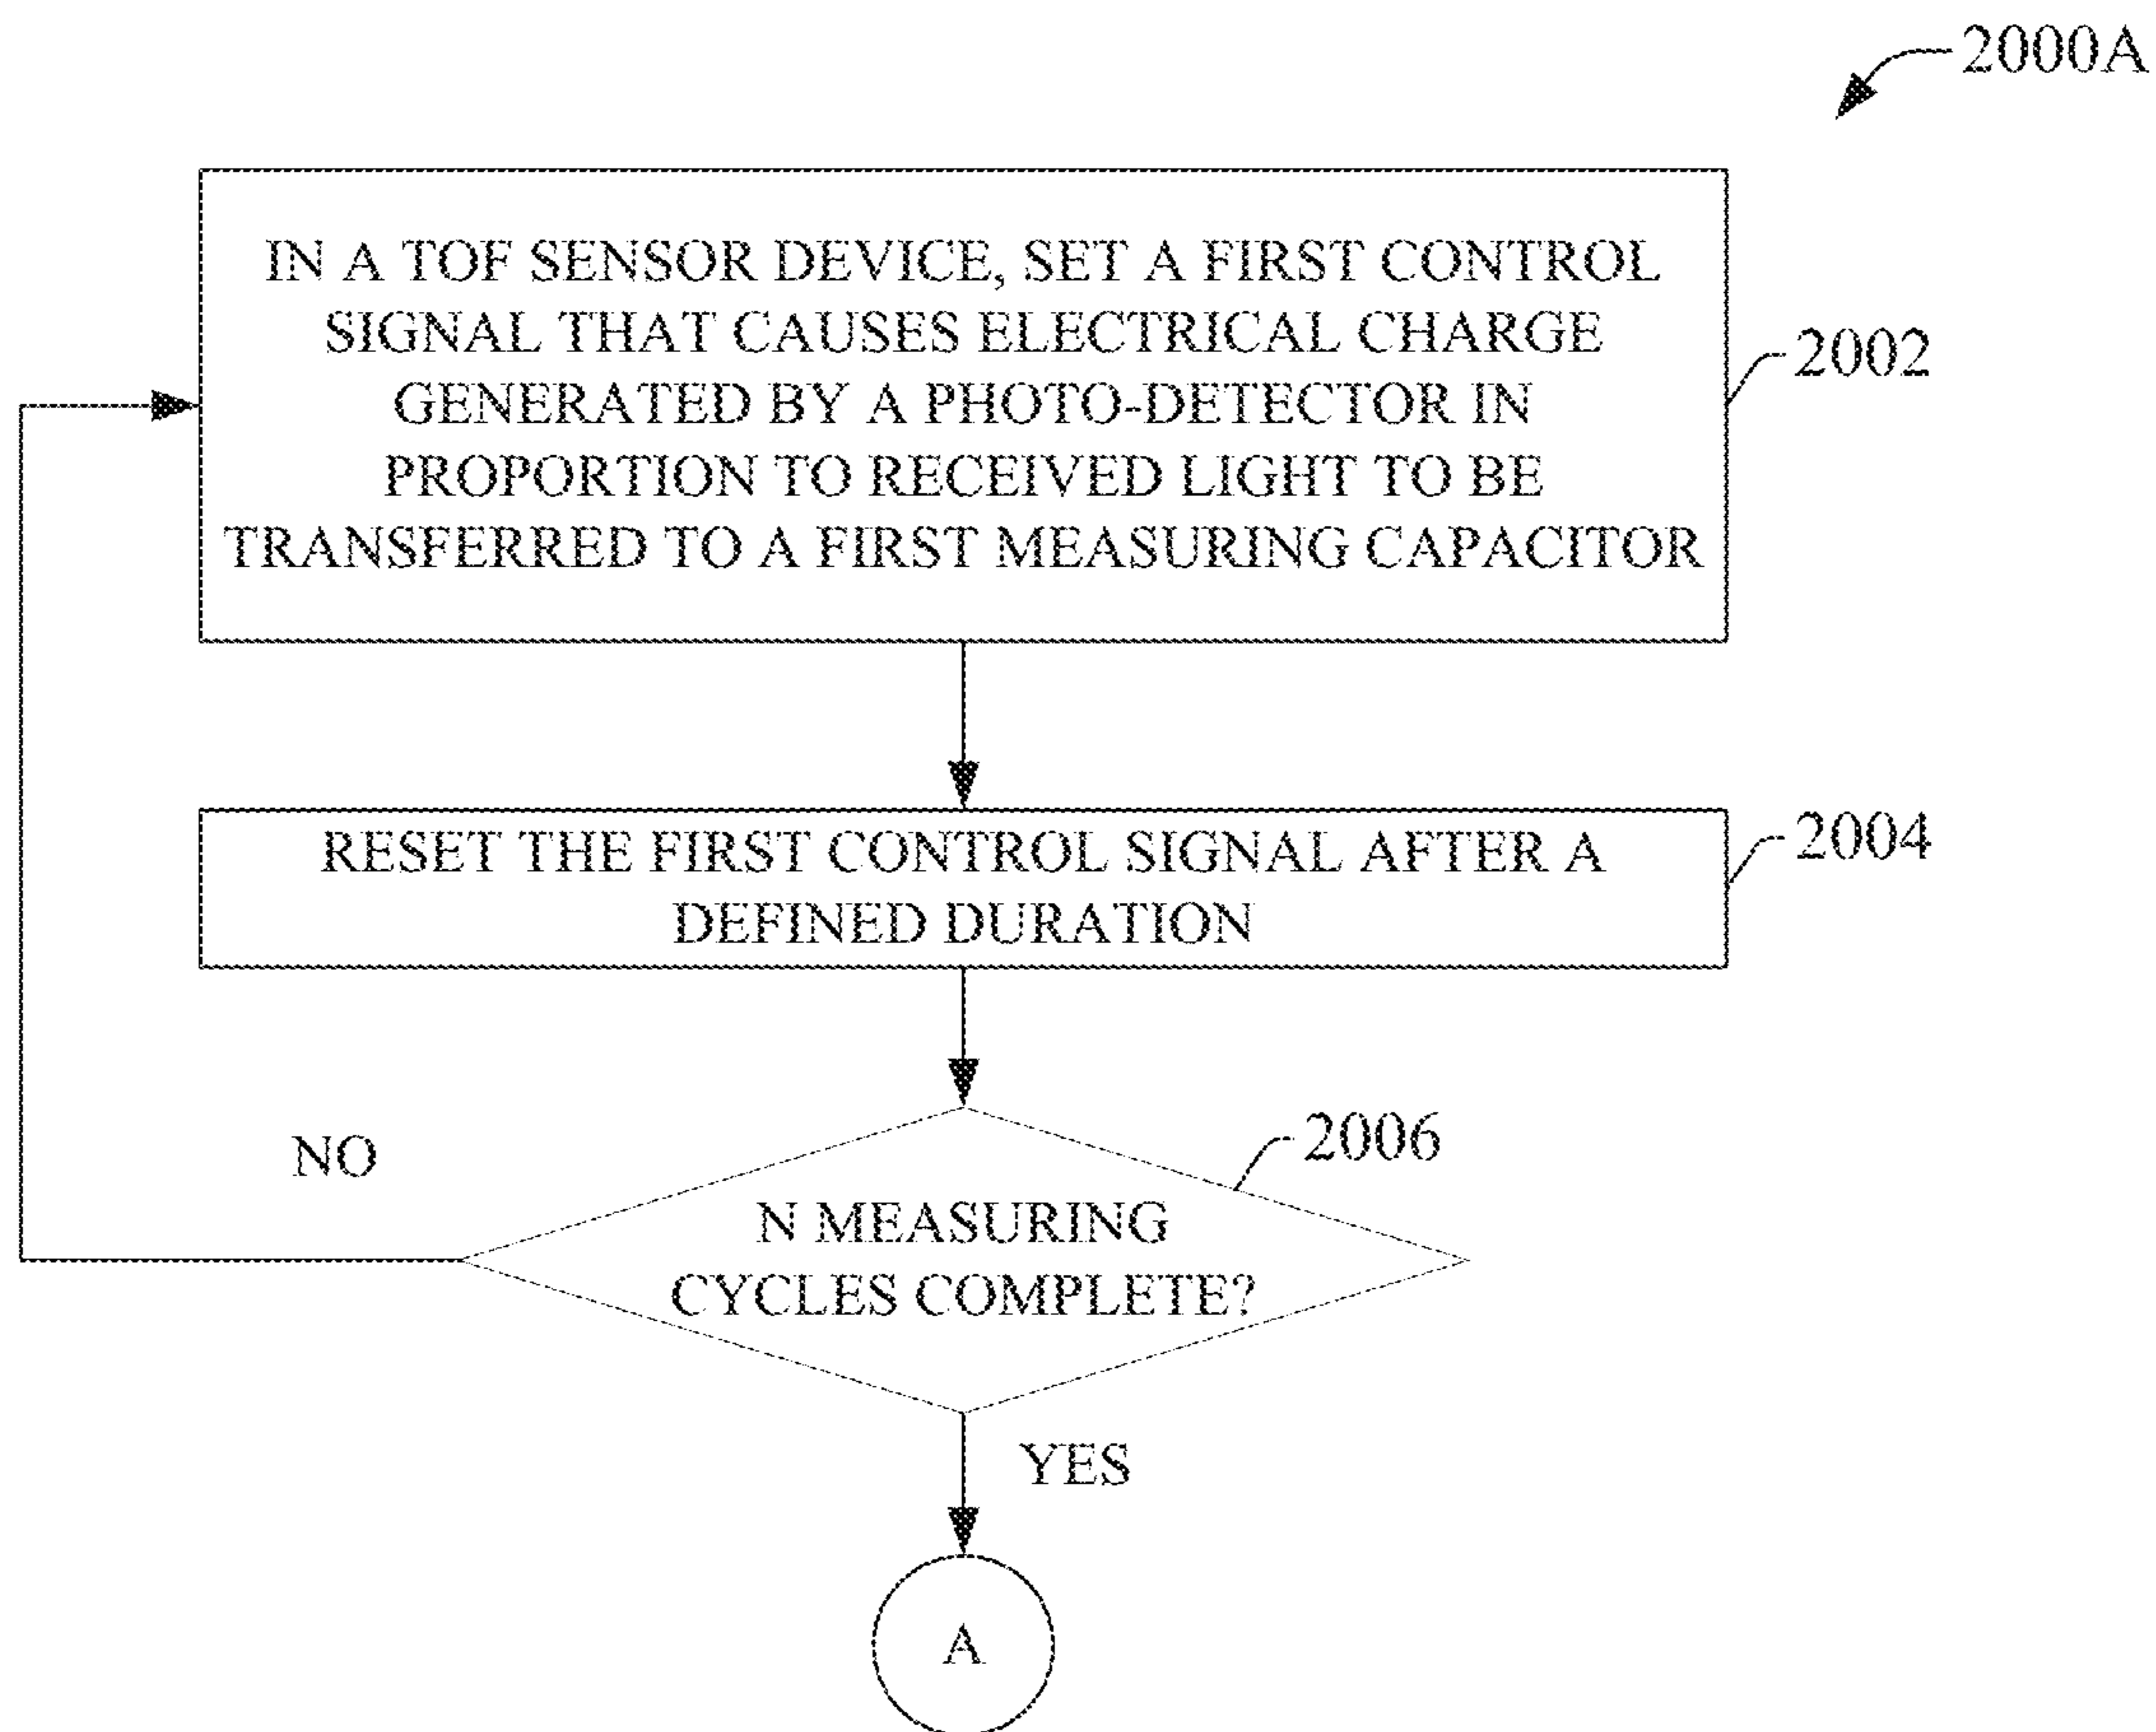 2000A
IN A TOF SENSOR DEVICE, SET A FIRST CONTROL
SIGNAL THAT CAUSES ELECTRICAL CHARGE
GENERATED BY A PHOTO-DETECTOR IN
PROPORTION TO RECEIVED LIGHT TO BE
TRANSFERRED TO A FIRST MEASURING CAPACITOR
2002
RESET THE FIRST CONTROL SIGNAL AFTER A
DEFINED DURATION
2004
2006
NO
N MEASURING
CYCLES COMPLETE?
YES
A